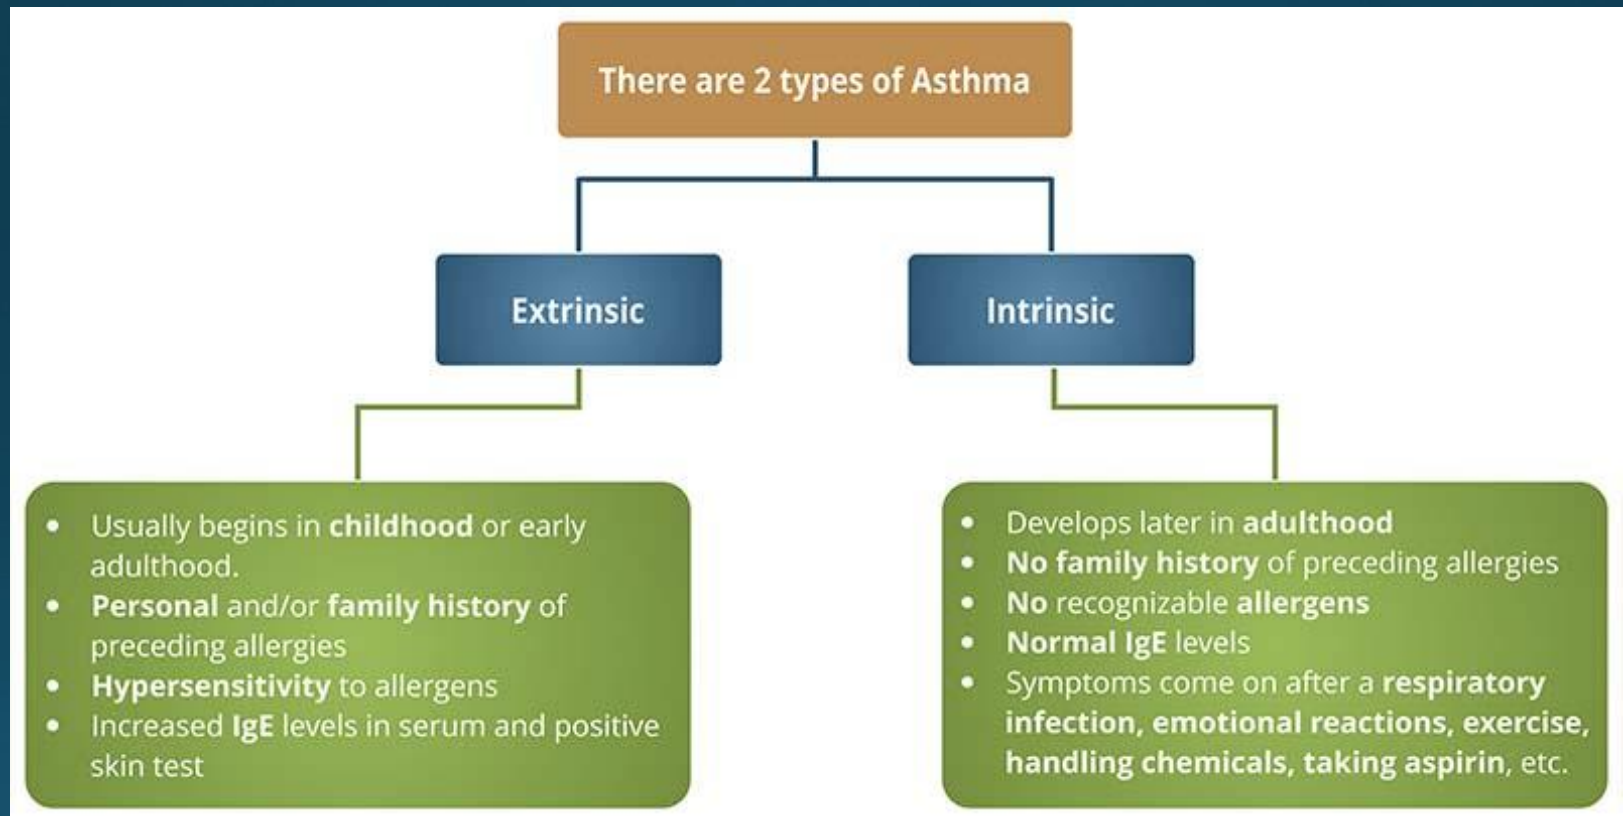 There are 2 types of Asthma
Extrinsic
Intrinsic
• Usually begins in childhood or early
adulthood.
• Personal and/or family history of
preceding allergies
• Hypersensitivity to allergens
• Increased IgE levels in serum and positive
skin test
• Develops later in adulthood
• No family history of preceding allergies
• No recognizable allergens
• Normal IgE levels
• Symptoms come on after a respiratory
infection, emotional reactions, exercise,
handling chemicals, taking aspirin, etc.